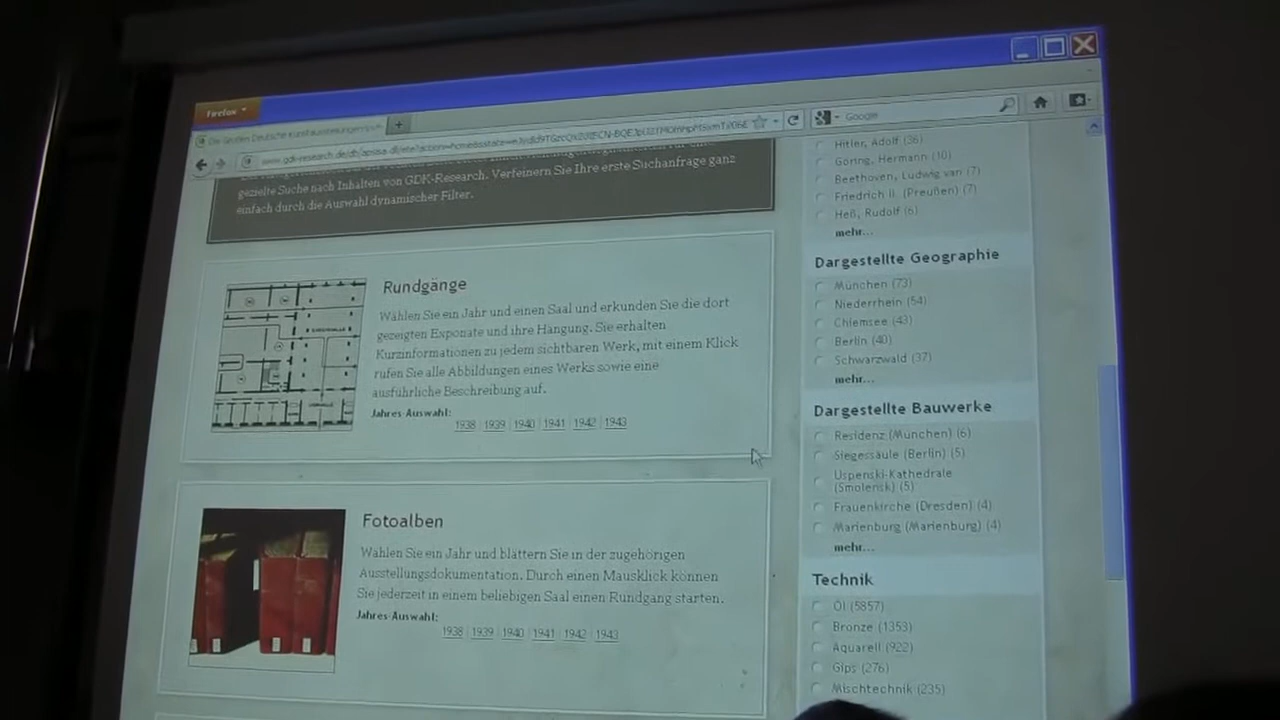 Firefox
Die Großen Deutschen Kunstausstellungen
Google
gezielte Suche nach Inhalten von GDK-Research. Verfeinern Sie Ihre erste Suchanfrage ganz
einfach durch die Auswahl dynamischer Filter.
Rundgänge
Wählen Sie ein Jahr und einen Saal und erkunden Sie die dort
gezeigten Exponate und ihre Hängung. Sie erhalten
Kurzinformationen zu jedem sichtbaren Werk, mit einem Klick
rufen Sie alle Abbildungen eines Werks sowie eine
ausführliche Beschreibung auf.
Jahres-Auswahl:
1938 1939 1940 1941 1942 1943
Fotoalben
Wählen Sie ein Jahr und blättern Sie in der zugehörigen
Ausstellungsdokumentation. Durch einen Mausklick können
Sie jederzeit in einem beliebigen Saal einen Rundgang starten.
Jahres-Auswahl:
1938 1939 1940 1941 1942 1943
Hitler, Adolf (36)
Göring, Hermann (10)
Beethoven, Ludwig van (7)
Friedrich II. (Preußen) (7)
Heß, Rudolf (6)
mehr...
Dargestellte Geographie
München (73)
Niederrhein (54)
Chiemsee (43)
Berlin (40)
Schwarzwald (37)
mehr...
Dargestellte Bauwerke
Residenz (München) (6)
Siegessäule (Berlin) (5)
Uspenski-Kathedrale
(Smolensk) (5)
Frauenkirche (Dresden) (4)
Marienburg (Marienburg) (4)
mehr...
Technik
Öl (5857)
Bronze (1353)
Aquarell (922)
Gips (276)
Mischtechnik (235)